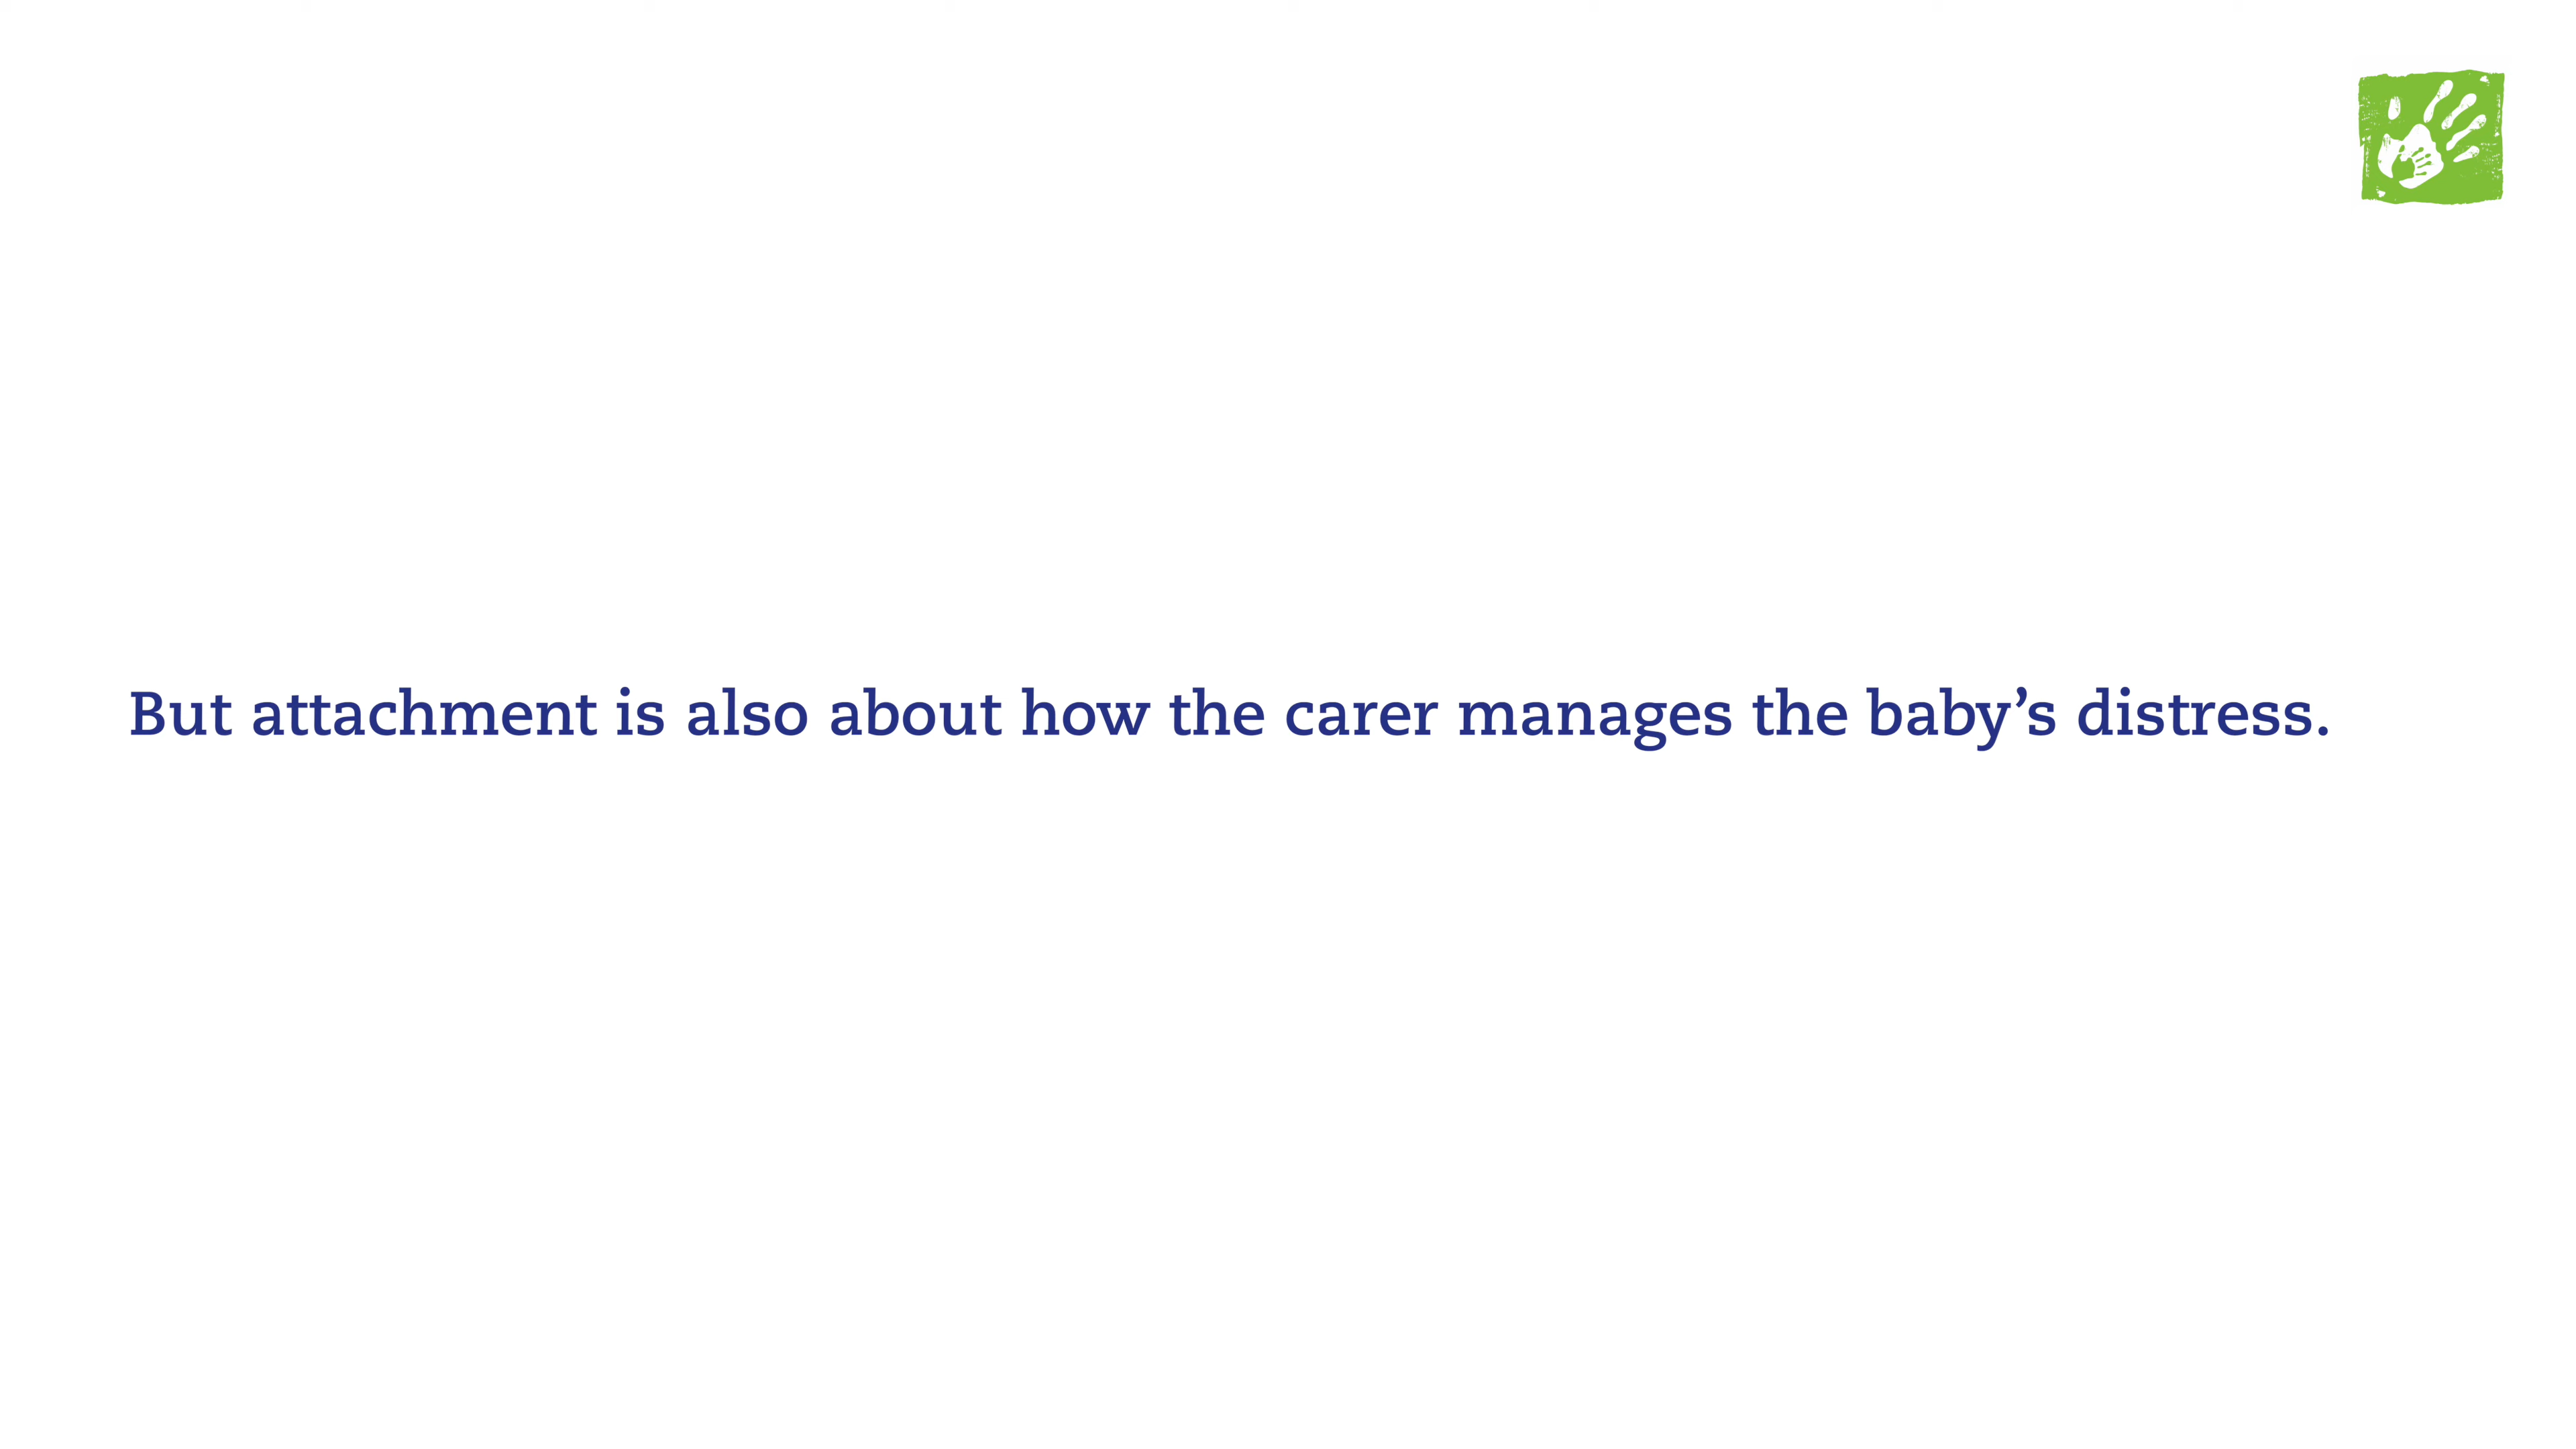 But attachment is also about how the carer manages the baby’s distress.